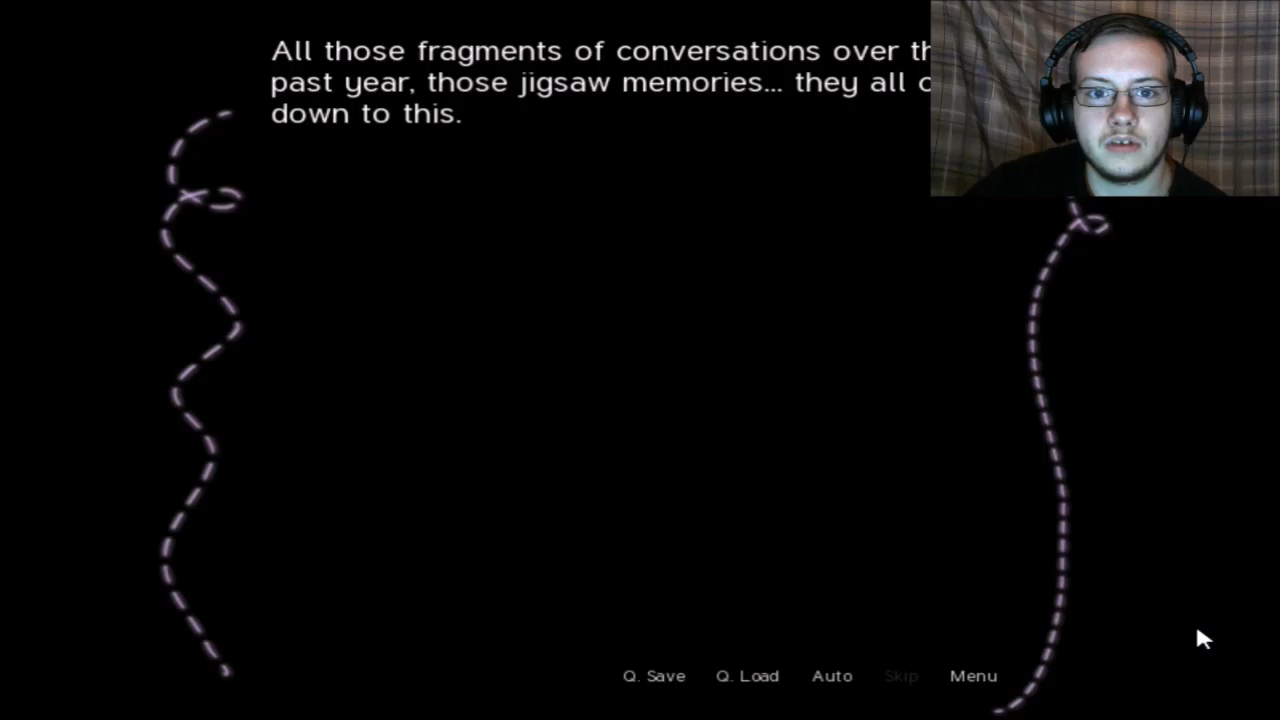 All those fragments of conversations over
past year, those jigsaw memories... they all
down to this.
Q. Save Q. Load Auto Skip Menu